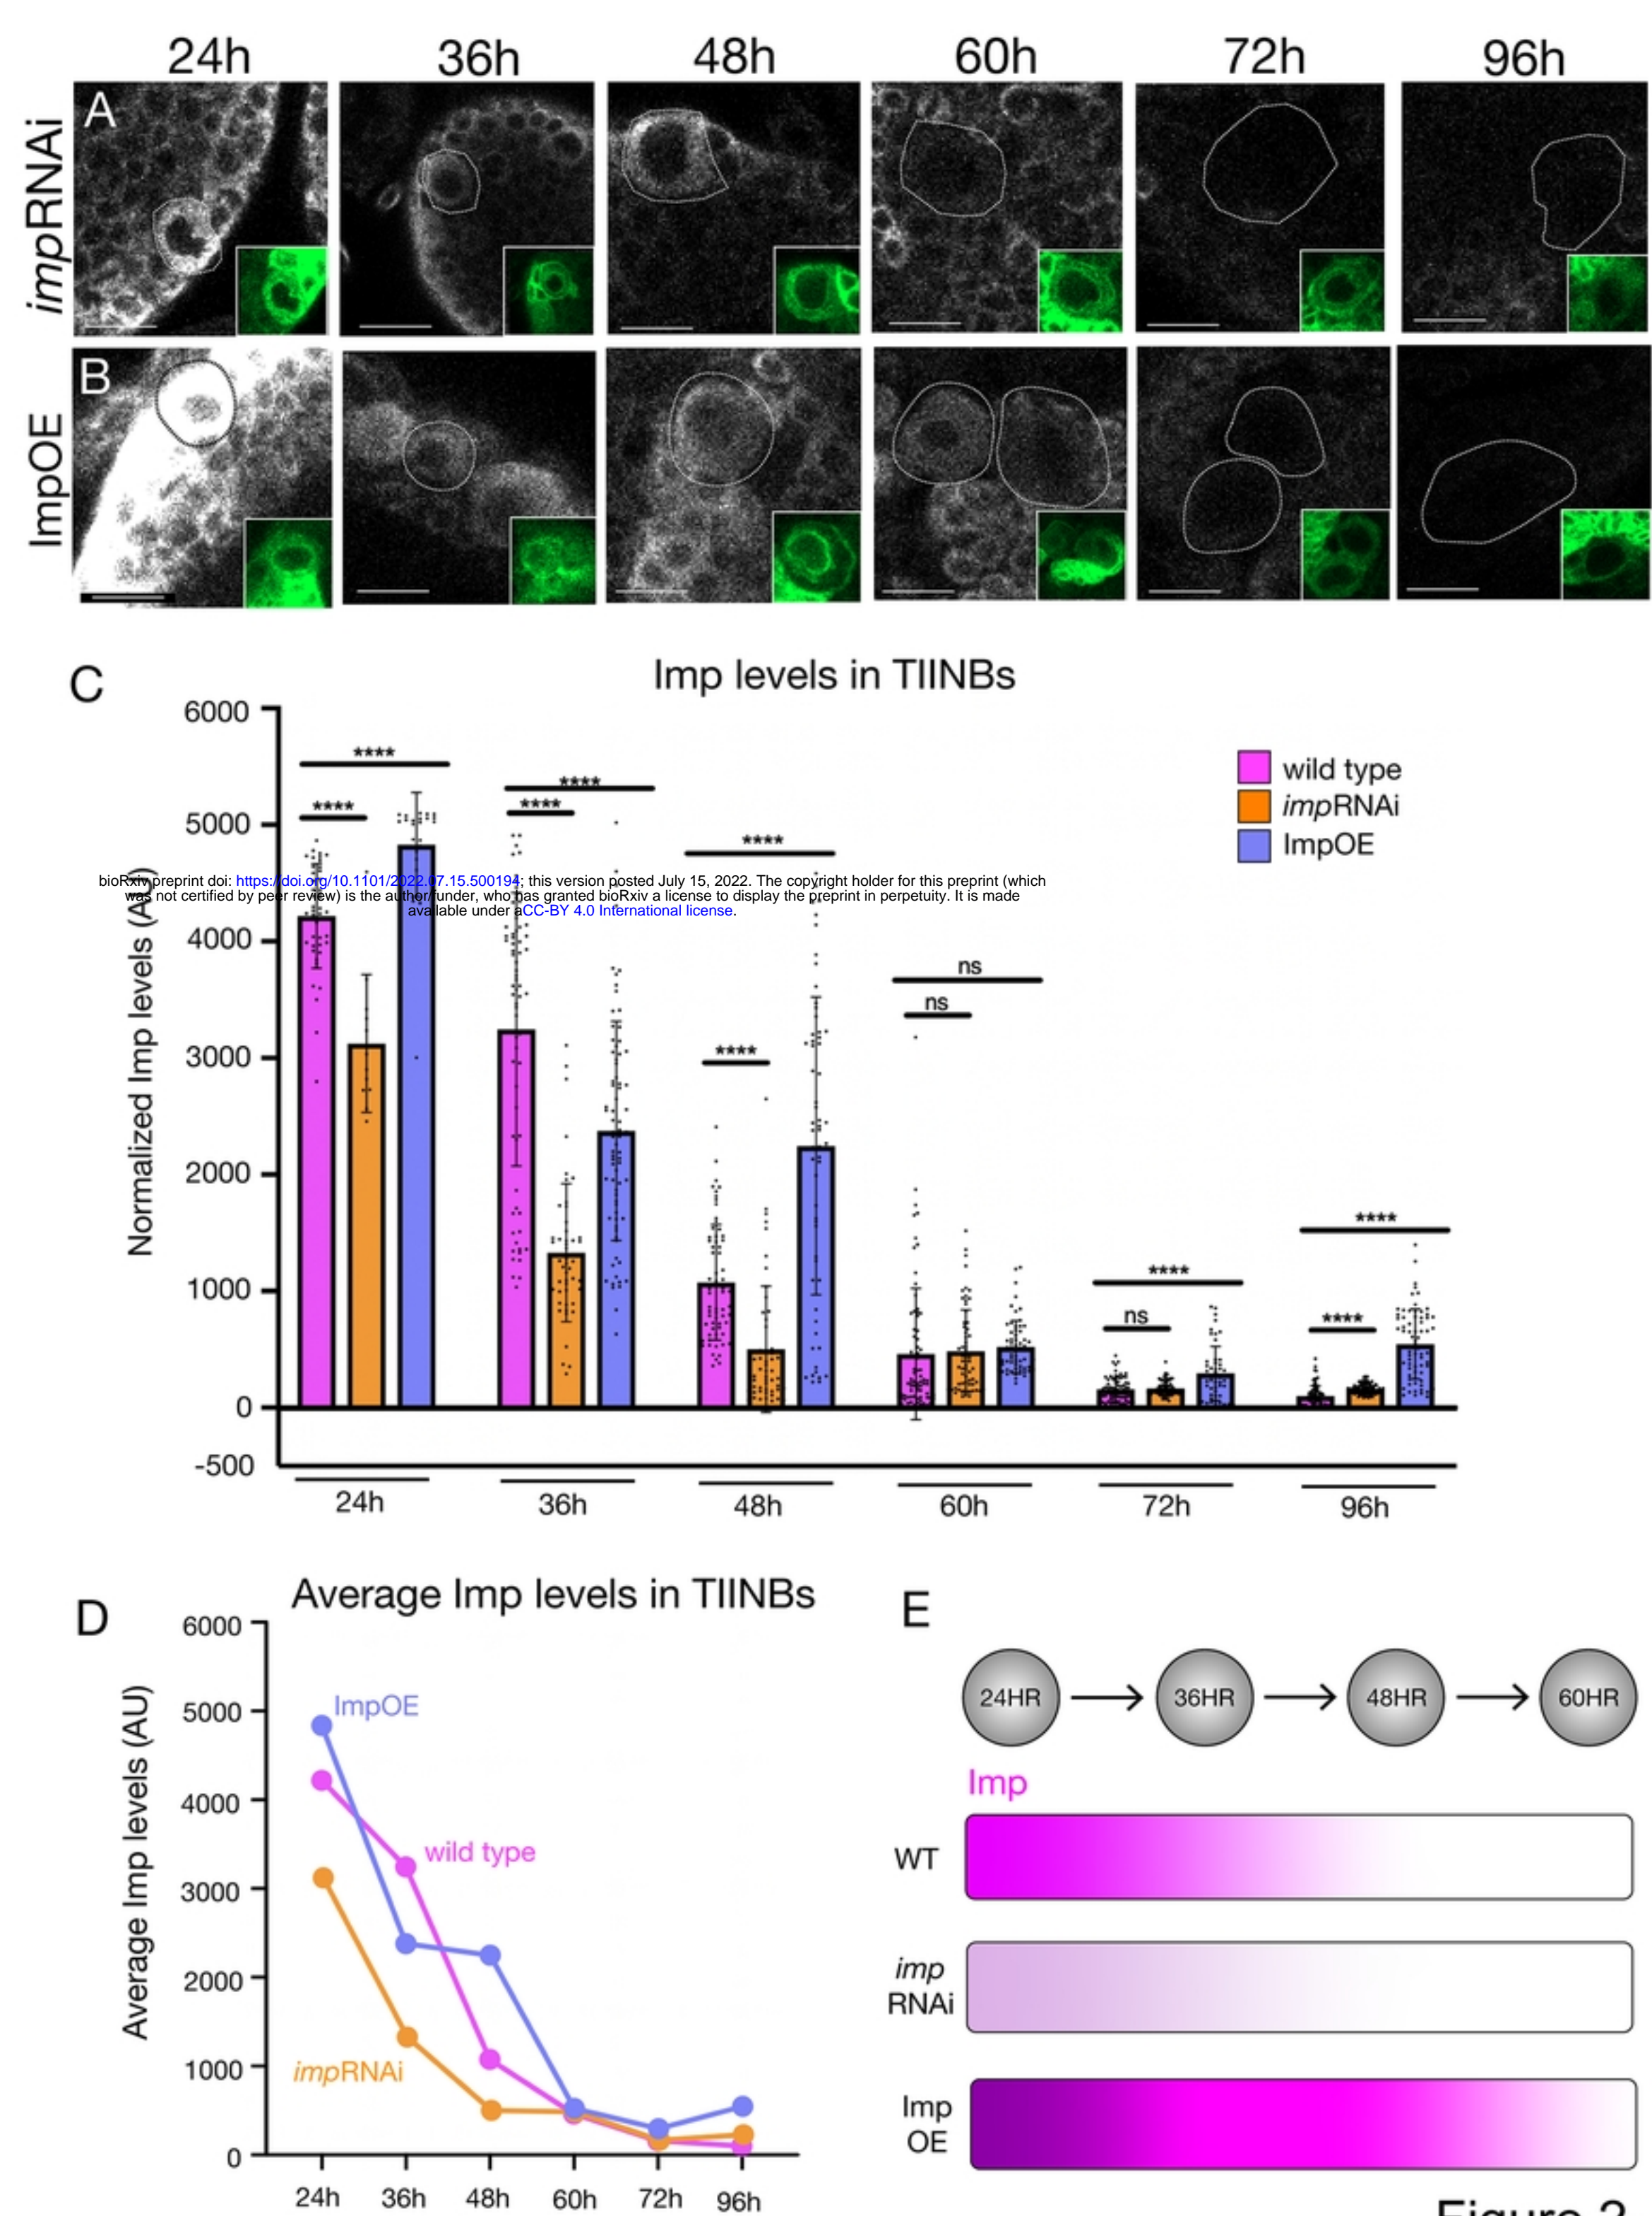 24h 36h 48h 60h 72h 96h
A
impRNAi
B
ImpOE
C
Imp levels in TIINBs
Normalized Imp levels (AU)
6000
5000
4000
3000
2000
1000
0
-500
wild type
impRNAi
ImpOE
**** ****
**** ****
**** ****
ns ns
**** ns
**** ****
bioRxiv preprint doi: https://doi.org/10.1101/2022.07.15.500194; this version posted July 15, 2022. The copyright holder for this preprint (which
was not certified by peer review) is the author/funder, who has granted bioRxiv a license to display the preprint in perpetuity. It is made
available under aCC-BY 4.0 International license.
24h 36h 48h 60h 72h 96h
D
Average Imp levels in TIINBs
Average Imp levels (AU)
6000
5000
4000
3000
2000
1000
0
ImpOE
wild type
impRNAi
24h 36h 48h 60h 72h 96h
E
24HR 36HR 48HR 60HR
Imp
WT
imp
RNAi
Imp
OE